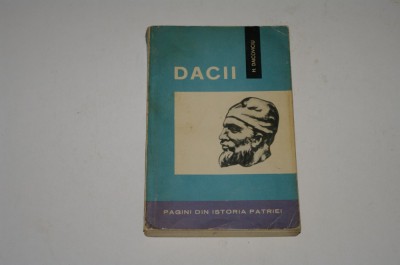 H. DAICOVICIU
DACII
PAGINI DIN ISTORIA PATRIEI